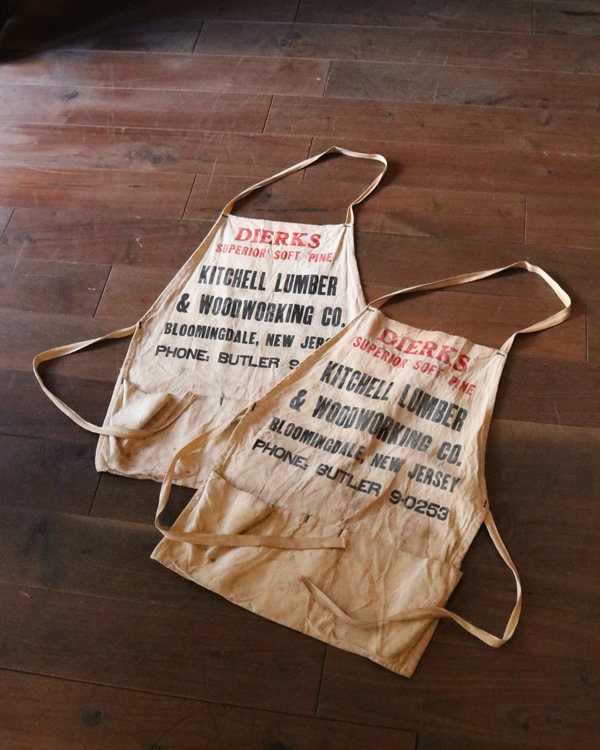 DIERKS
SUPERIOR SOFT PINE
KITCHELL LUMBER
& WOODWORKING CO.
BLOOMINGDALE, NEW
PHONE: BUTLER
DIERKS
SUPERIOR SOFT PINE
KITCHELL LUMBER
& WOODWORKING CO.
BLOOMINGDALE, NEW JERSEY
PHONE: BUTLER 9-0253